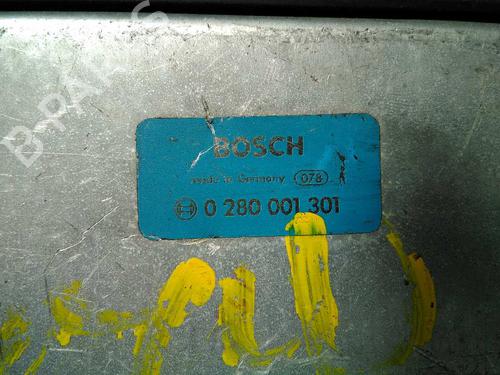 B-PARTS
BOSCH
made in Germany 078
0 280 001 301